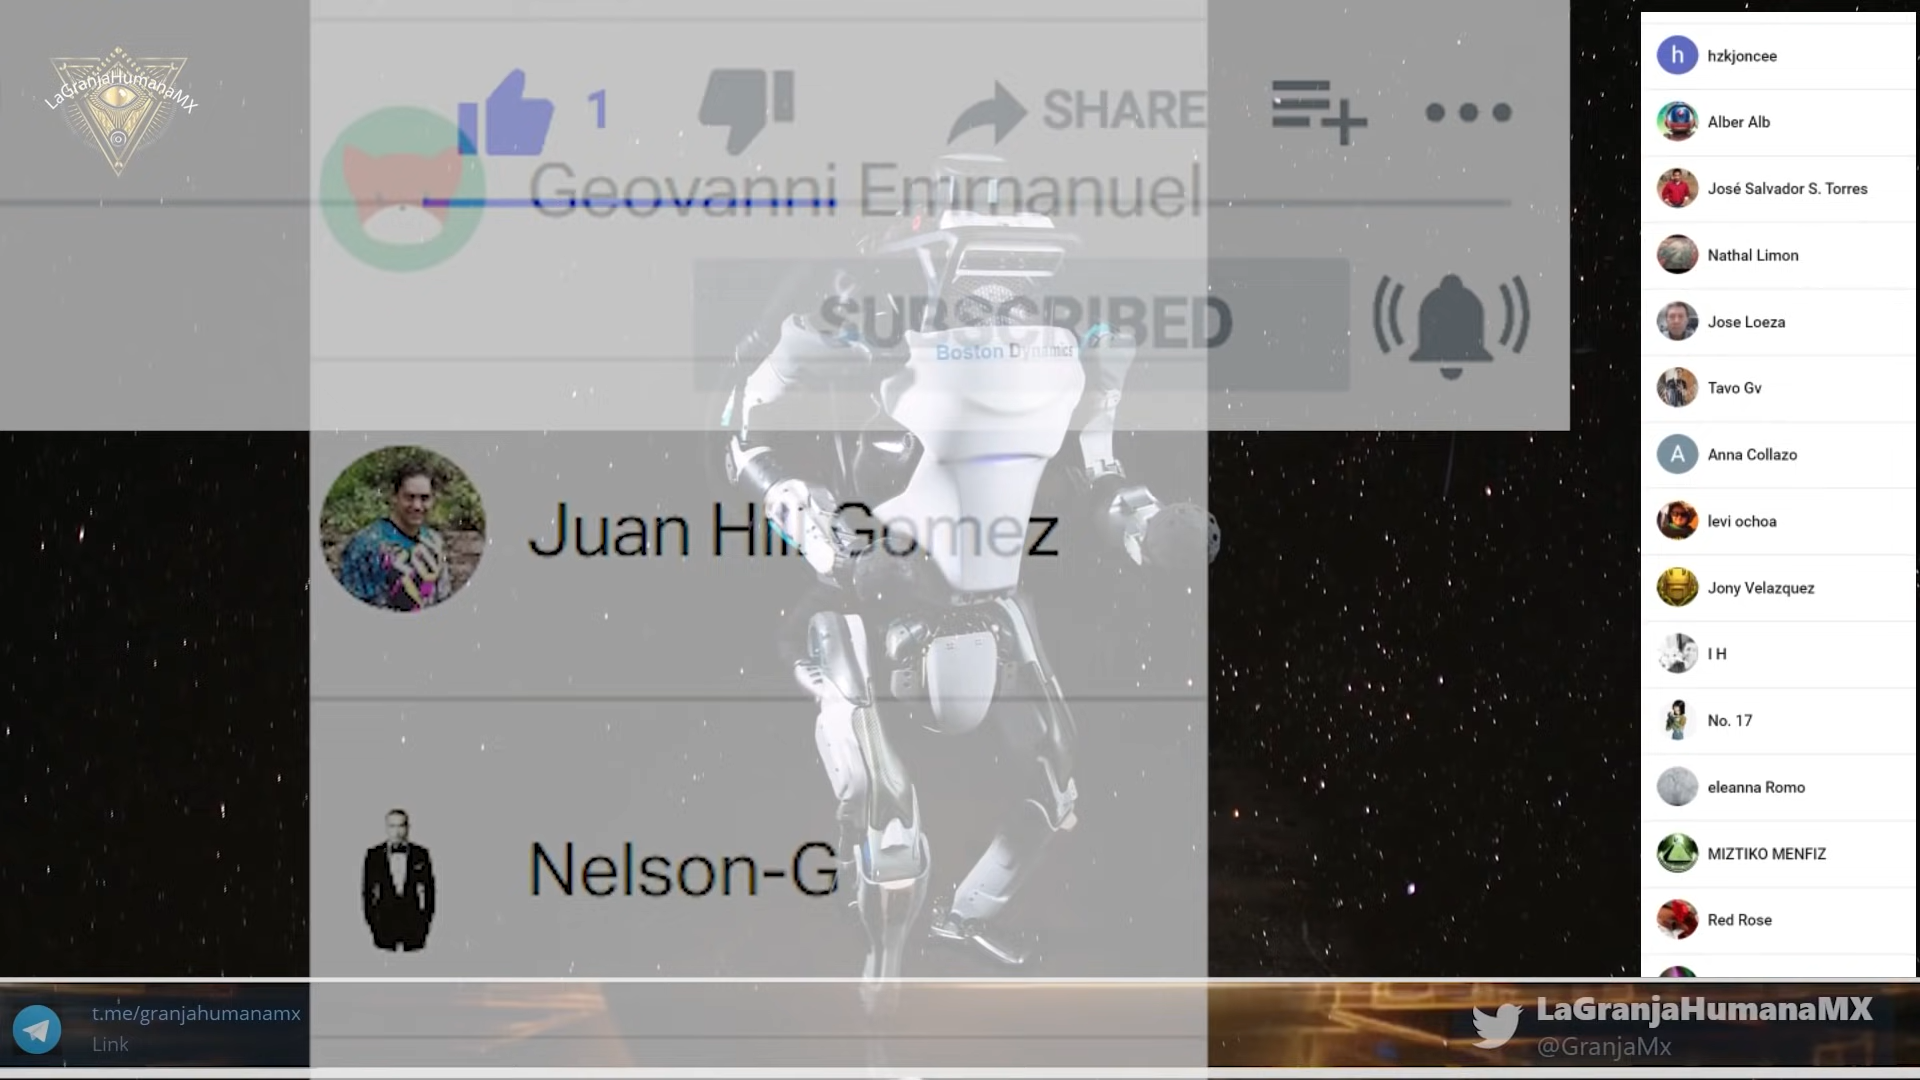 LaGranjaHumanaMX
1
SHARE
Geovanni Emmanuel
SUBSCRIBED
Boston Dynamics
Juan Hill Gomez
Nelson-G
h
hzkjoncee
Alber Alb
José Salvador S. Torres
Nathal Limon
Jose Loeza
Tavo Gv
A
Anna Collazo
levi ochoa
Jony Velazquez
I H
No. 17
eleanna Romo
MIZTIKO MENFIZ
Red Rose
t.me/granjahumanamx
Link
LaGranjaHumanaMX
@GranjaMx